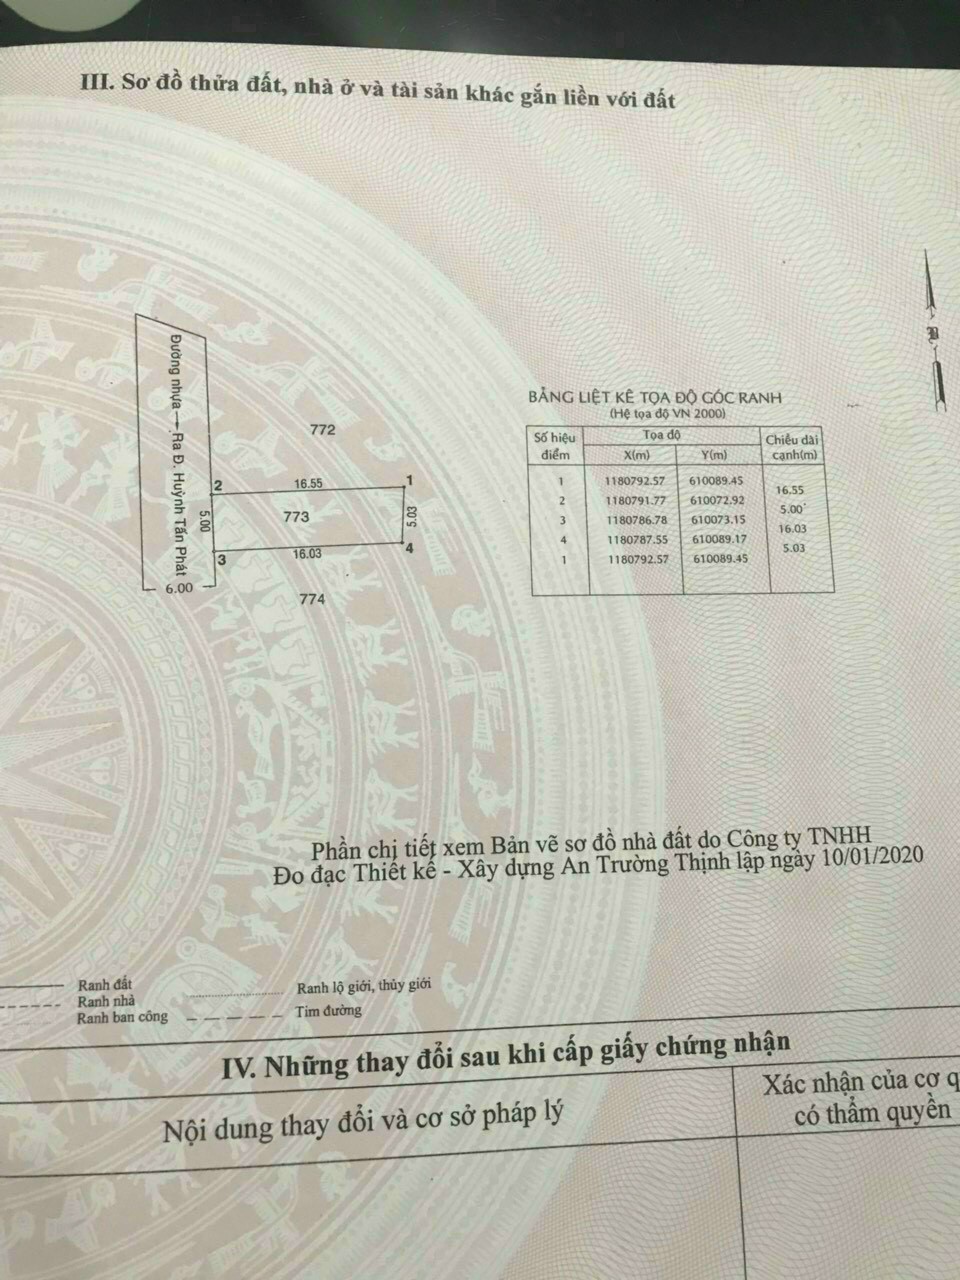 III. Sơ đồ thửa đất, nhà ở và tài sản khác gắn liền với đất
Đường nhựa → Ra Đ. Huỳnh Tấn Phát
772
2
16.55
1
5.00
773
5.03
3
16.03
4
6.00
774
BẢNG LIỆT KÊ TỌA ĐỘ GÓC RANH
(Hệ tọa độ VN 2000)
Số hiệu điểm Tọa độ Chiều dài cạnh(m)
X(m) Y(m)
1 1180792.57 610089.45
16.55
2 1180791.77 610072.92
5.00
3 1180786.78 610073.15
16.03
4 1180787.55 610089.17
5.03
1 1180792.57 610089.45
Phần chi tiết xem Bản vẽ sơ đồ nhà đất do Công ty TNHH
Đo đạc Thiết kế - Xây dựng An Trường Thịnh lập ngày 10/01/2020
Ranh đất
Ranh nhà
Ranh ban công
Ranh lộ giới, thủy giới
Tim đường
IV. Những thay đổi sau khi cấp giấy chứng nhận
Nội dung thay đổi và cơ sở pháp lý
Xác nhận của cơ q
có thẩm quyền